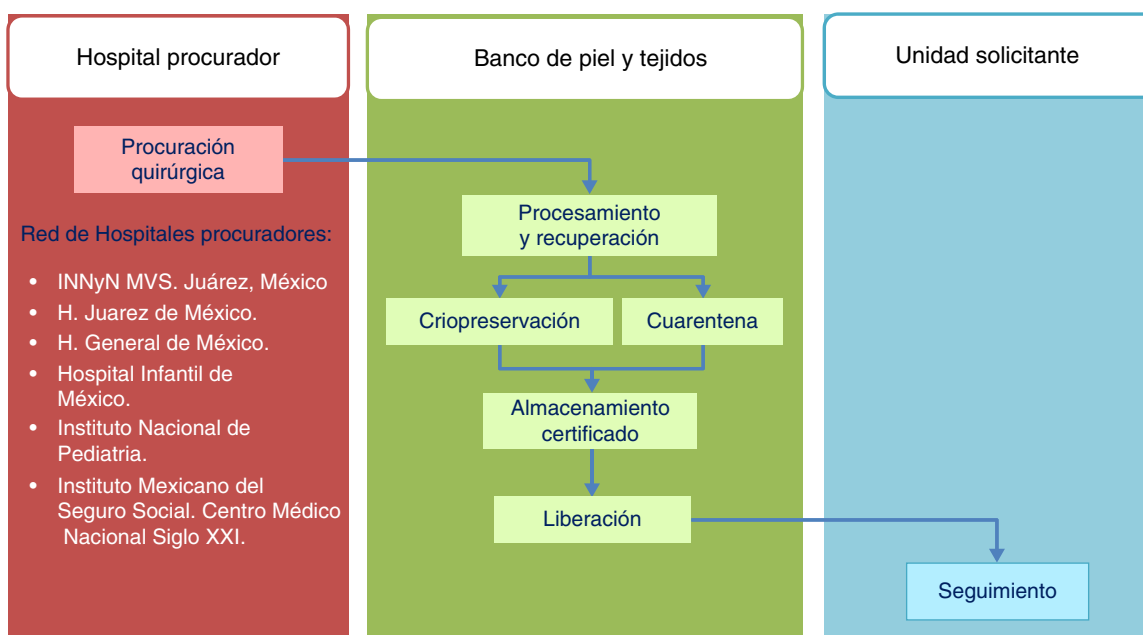 Hospital procurador
Procuración
quirúrgica
Red de Hospitales procuradores:
• INNyN MVS. Juárez, México
• H. Juarez de México.
• H. General de México.
• Hospital Infantil de
México.
• Instituto Nacional de
Pediatria.
• Instituto Mexicano del
Seguro Social. Centro Médico
Nacional Siglo XXI.
Banco de piel y tejidos
Procesamiento
y recuperación
Criopreservación
Cuarentena
Almacenamiento
certificado
Liberación
Unidad solicitante
Seguimiento